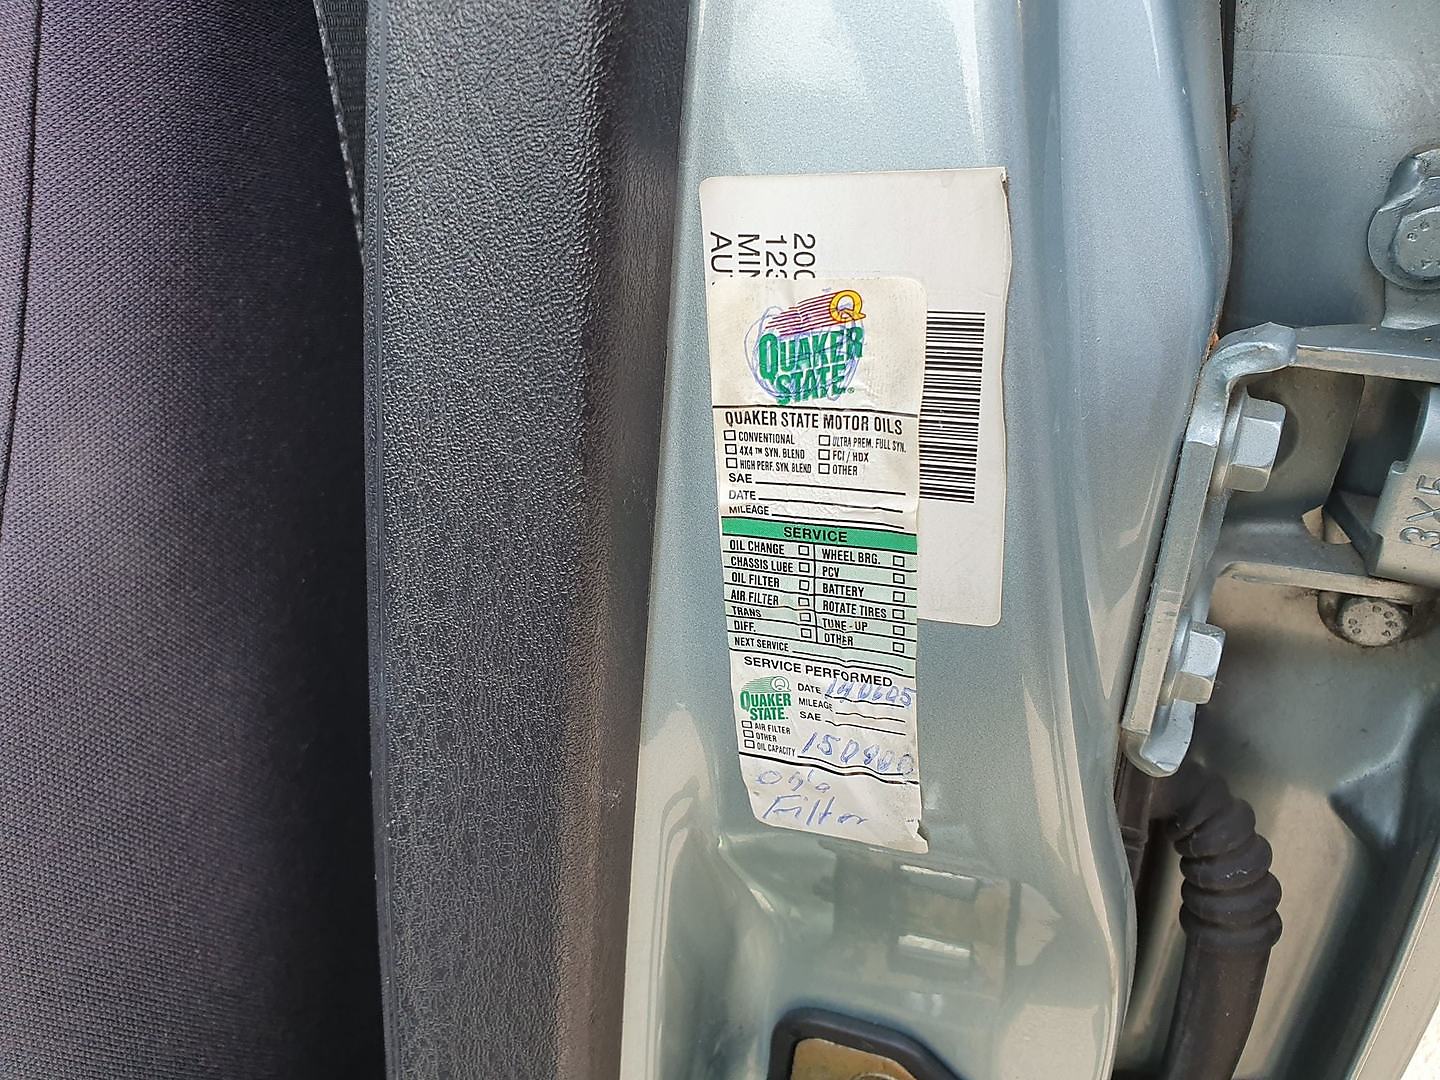 200
123
MIN
AU
Q
QUAKER
STATE®
QUAKER STATE MOTOR OILS
CONVENTIONAL ULTRA PREM. FULL SYN.
4X4™ SYN. BLEND FCI / HDX
HIGH PERF. SYN. BLEND OTHER
SAE
DATE
MILEAGE
SERVICE
OIL CHANGE WHEEL BRG.
CHASSIS LUBE PCV
OIL FILTER BATTERY
AIR FILTER ROTATE TIRES
TRANS TUNE-UP
DIFF. OTHER
NEXT SERVICE
SERVICE PERFORMED
Q
QUAKER
STATE®
DATE 140605
MILEAGE
SAE
AIR FILTER
OTHER
OIL CAPACITY 150900
Filter
3X5